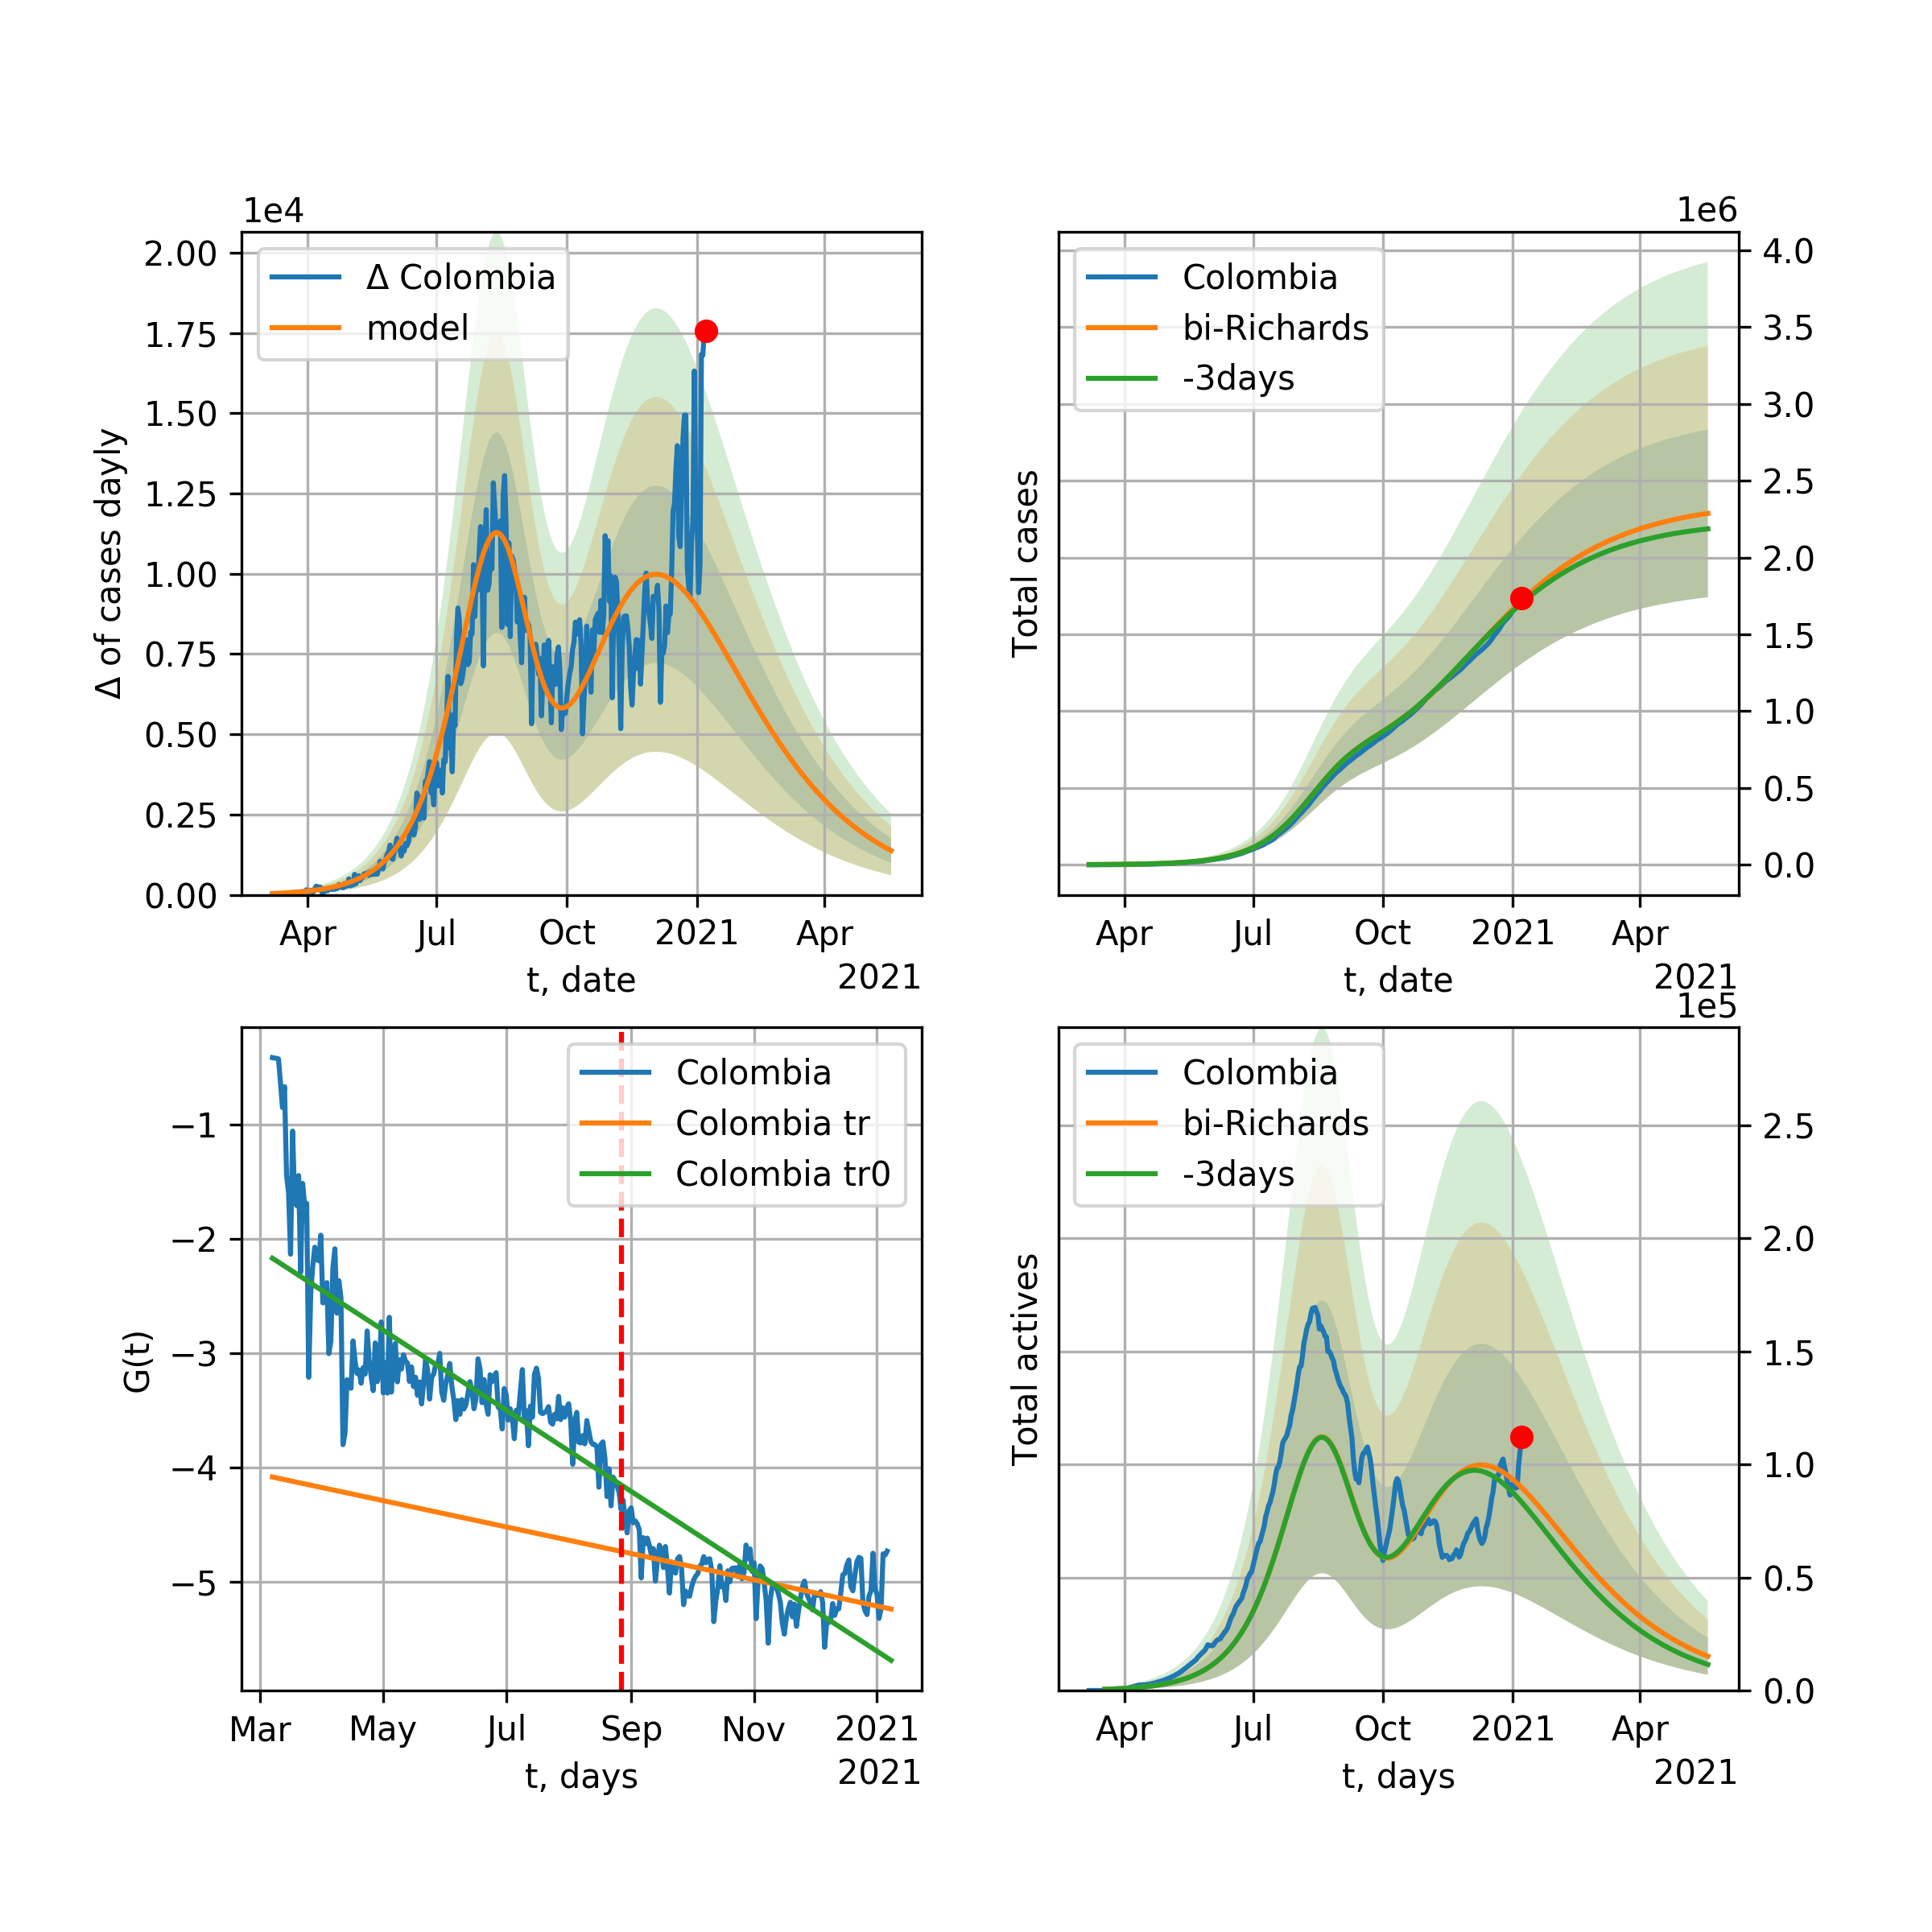 1e4
2.00
1.75
1.50
1.25
1.00
0.75
0.50
0.25
0.00
Δ of cases dayly
Δ Colombia
model
Apr
Jul
Oct
2021
Apr
t, date
2021
1e6
4.0
3.5
3.0
2.5
2.0
1.5
1.0
0.5
0.0
Total cases
Colombia
bi-Richards
-3days
Apr
Jul
Oct
2021
Apr
t, date
2021
−1
−2
−3
−4
−5
G(t)
Colombia
Colombia tr
Colombia tr0
Mar
May
Jul
Sep
Nov
2021
t, days
2021
1e5
2.5
2.0
1.5
1.0
0.5
0.0
Total actives
Colombia
bi-Richards
-3days
Apr
Jul
Oct
2021
Apr
t, days
2021